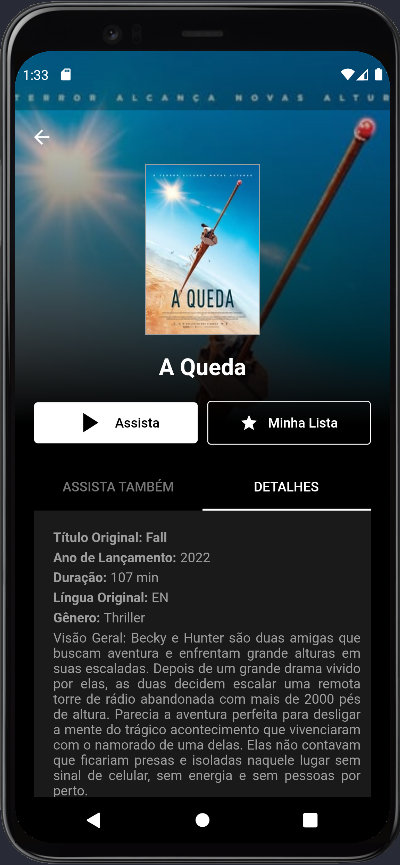 1:33
TERROR ALCANÇA NOVAS ALTUR
A QUEDA
A Queda
Assista
Minha Lista
ASSISTA TAMBÉM
DETALHES
Título Original: Fall
Ano de Lançamento: 2022
Duração: 107 min
Língua Original: EN
Gênero: Thriller
Visão Geral: Becky e Hunter são duas amigas que
buscam aventura e enfrentam grande alturas em
suas escaladas. Depois de um grande drama vivido
por elas, as duas decidem escalar uma remota
torre de rádio abandonada com mais de 2000 pés
de altura. Parecia a aventura perfeita para desligar
a mente do trágico acontecimento que vivenciaram
com o namorado de uma delas. Elas não contavam
que ficariam presas e isoladas naquele lugar sem
sinal de celular, sem energia e sem pessoas por
perto.